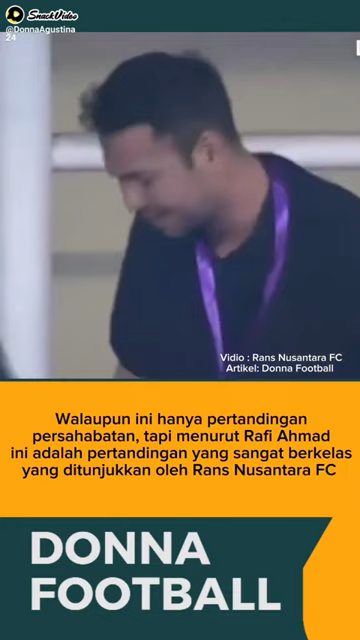 SnackVideo
@DonnaAgustina
24
Vidio : Rans Nusantara FC
Artikel: Donna Football
Walaupun ini hanya pertandingan
persahabatan, tapi menurut Rafi Ahmad
ini adalah pertandingan yang sangat berkelas
yang ditunjukkan oleh Rans Nusantara FC
DONNA
FOOTBALL